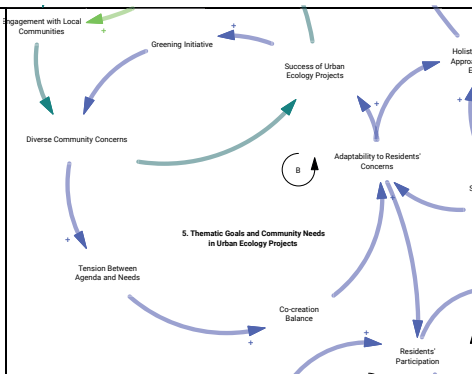 Engagement with Local
Communities
+
+
Greening Initiative
Holist
Success of Urban
Ecology Projects
Appro
E
+
+
Diverse Community Concerns
Adaptability to Residents'
Concerns
B
S
+
5. Thematic Goals and Community Needs
in Urban Ecology Projects
+
Tension Between
Agenda and Needs
Co-creation
Balance
+
+
Residents'
Participation